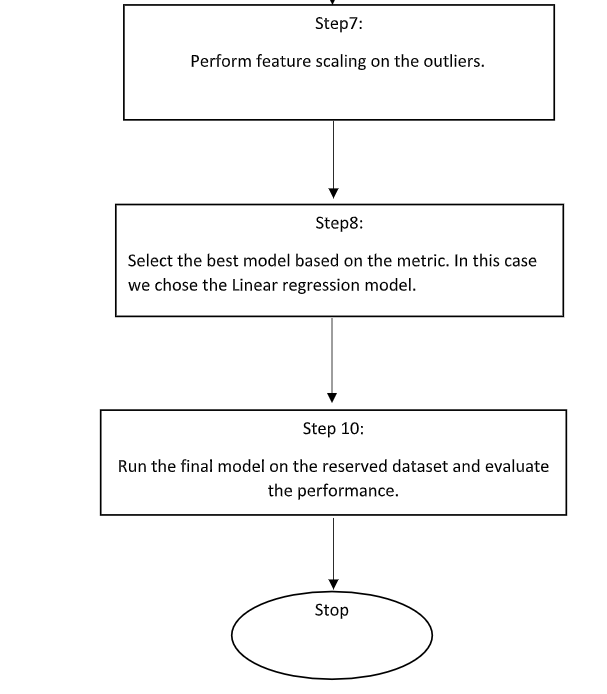 Step7:
Perform feature scaling on the outliers.
Step8:
Select the best model based on the metric. In this case
we chose the Linear regression model.
Step 10:
Run the final model on the reserved dataset and evaluate
the performance.
Stop